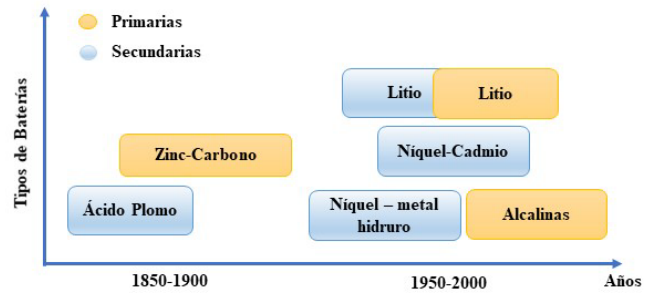 Primarias
Secundarias
Tipos de Baterías
Litio
Litio
Zinc-Carbono
Níquel-Cadmio
Ácido Plomo
Níquel – metal
hidruro
Alcalinas
1850-1900
1950-2000
Años